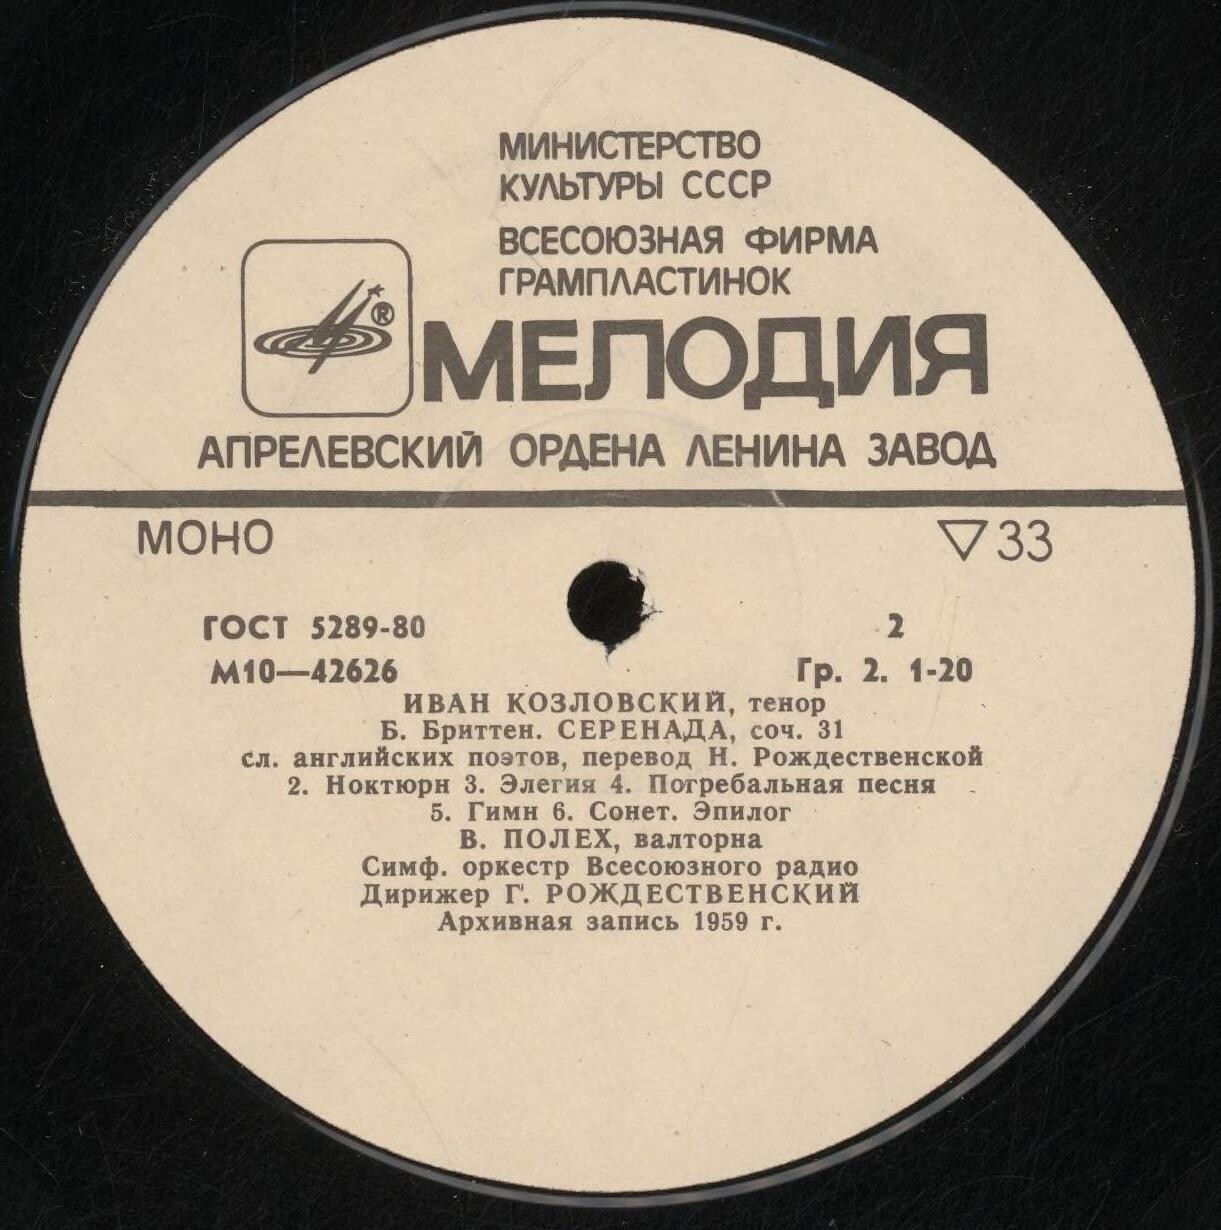 МИНИСТЕРСТВО
КУЛЬТУРЫ СССР
ВСЕСОЮЗНАЯ ФИРМА
ГРАМПЛАСТИНОК
®
МЕЛОДИЯ
АПРЕЛЕВСКИЙ ОРДЕНА ЛЕНИНА ЗАВОД
МОНО ▽33
ГОСТ 5289-80 2
М10—42626 Гр. 2. 1-20
ИВАН КОЗЛОВСКИЙ, тенор
Б. Бриттен. СЕРЕНАДА, соч. 31
сл. английских поэтов, перевод Н. Рождественской
2. Ноктюрн 3. Элегия 4. Погребальная песня
5. Гимн 6. Сонет. Эпилог
В. ПОЛЕХ, валторна
Симф. оркестр Всесоюзного радио
Дирижер Г. РОЖДЕСТВЕНСКИЙ
Архивная запись 1959 г.